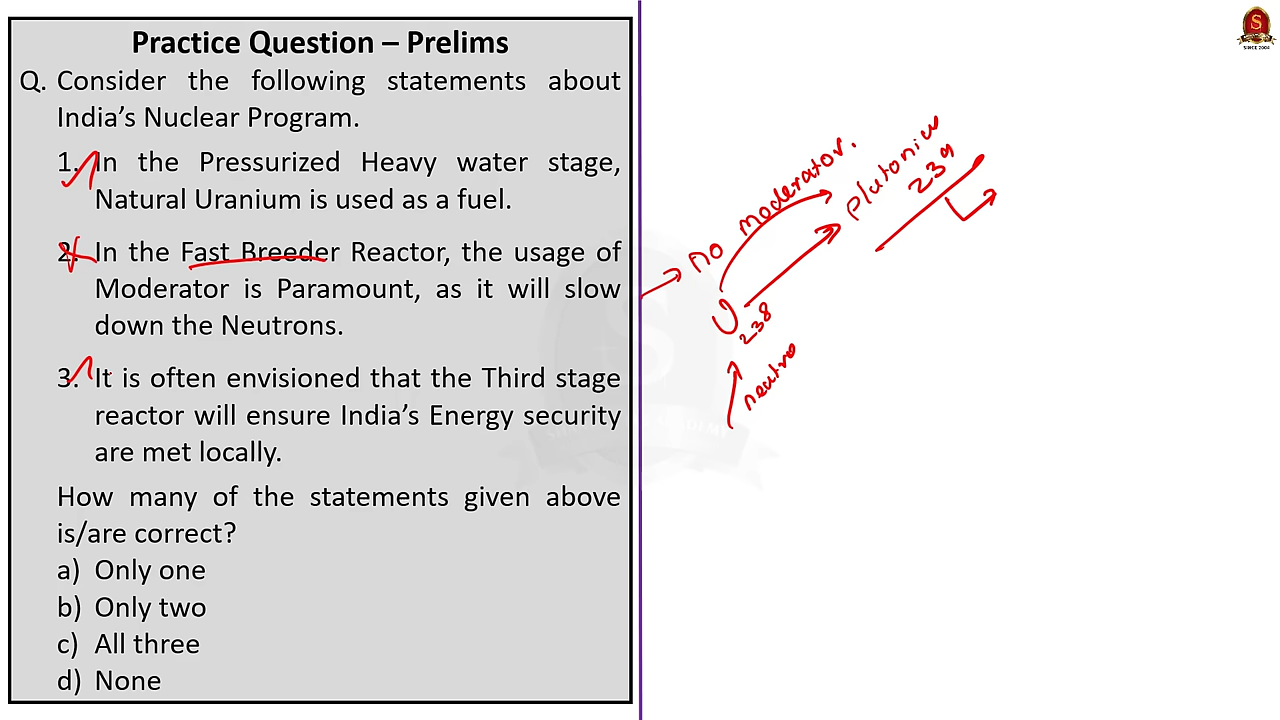 Practice Question – Prelims
Q. Consider the following statements about
India's Nuclear Program.
1. In the Pressurized Heavy water stage,
Natural Uranium is used as a fuel.
2. In the Fast Breeder Reactor, the usage of
Moderator is Paramount, as it will slow
down the Neutrons.
3. It is often envisioned that the Third stage
reactor will ensure India's Energy security
are met locally.
How many of the statements given above
is/are correct?
a) Only one
b) Only two
c) All three
d) None
no moderator.
plutoniu
239
U
238
neutro
S
SINCE 2004